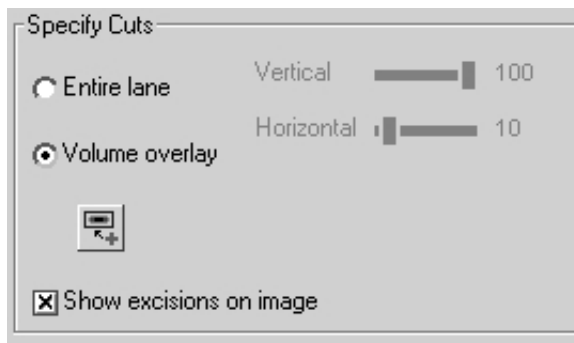 Specify Cuts
Entire lane
Vertical 100
Horizontal 10
Volume overlay
Show excisions on image